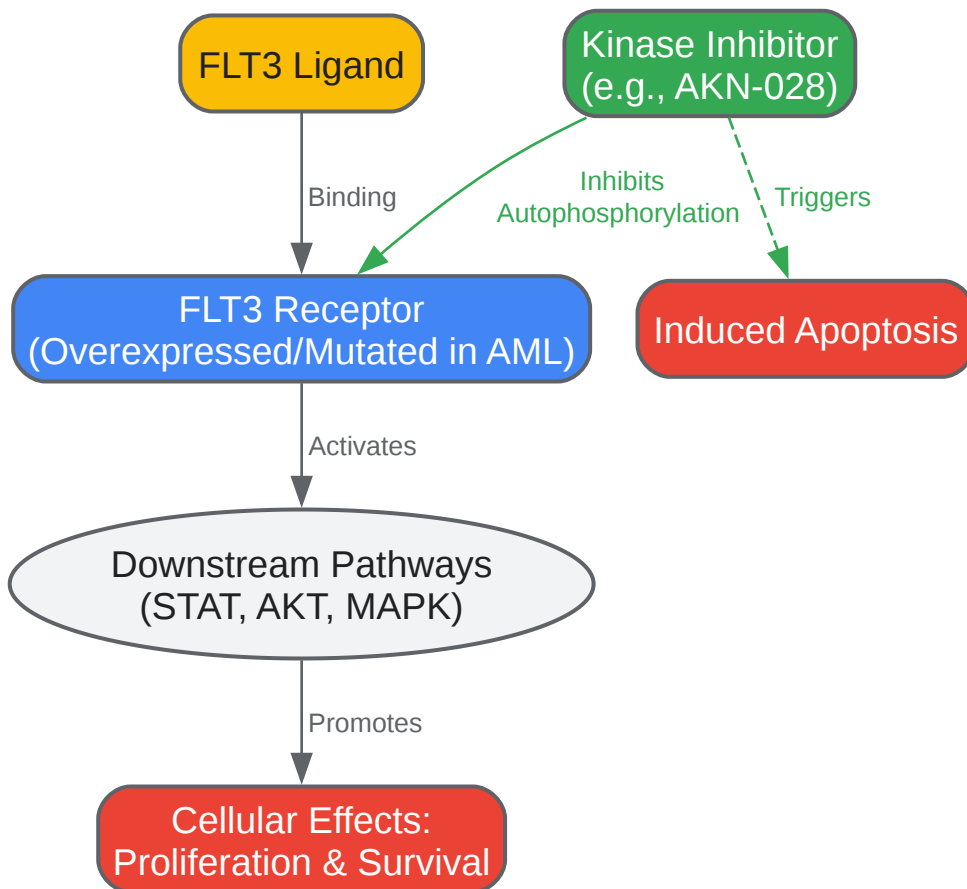 FLT3 Ligand
Kinase Inhibitor
(e.g., AKN-028)
Binding
Inhibits
Autophosphorylation
Triggers
FLT3 Receptor
(Overexpressed/Mutated in AML)
Induced Apoptosis
Activates
Downstream Pathways
(STAT, AKT, MAPK)
Promotes
Cellular Effects:
Proliferation & Survival